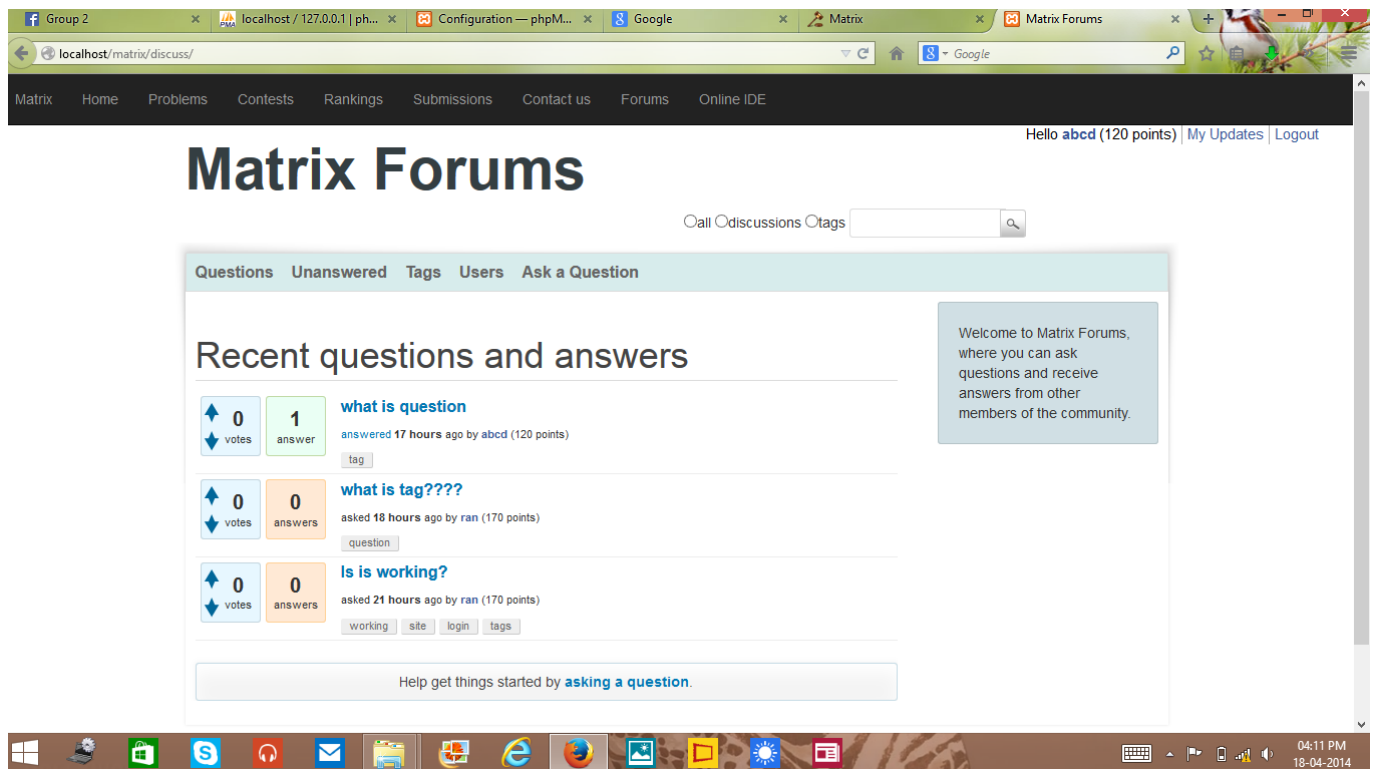 Group 2
localhost / 127.0.0.1 | ph...
Configuration — phpM...
Google
Matrix
Matrix Forums
localhost/matrix/discuss/
Google
Matrix Home Problems Contests Rankings Submissions Contact us Forums Online IDE
Hello abcd (120 points) My Updates Logout
Matrix Forums
all discussions tags
Questions Unanswered Tags Users Ask a Question
Recent questions and answers
0
votes
1
answer
what is question
answered 17 hours ago by abcd (120 points)
tag
0
votes
0
answers
what is tag????
asked 18 hours ago by ran (170 points)
question
0
votes
0
answers
Is is working?
asked 21 hours ago by ran (170 points)
working site login tags
Help get things started by asking a question.
Welcome to Matrix Forums,
where you can ask
questions and receive
answers from other
members of the community.
04:11 PM
18-04-2014